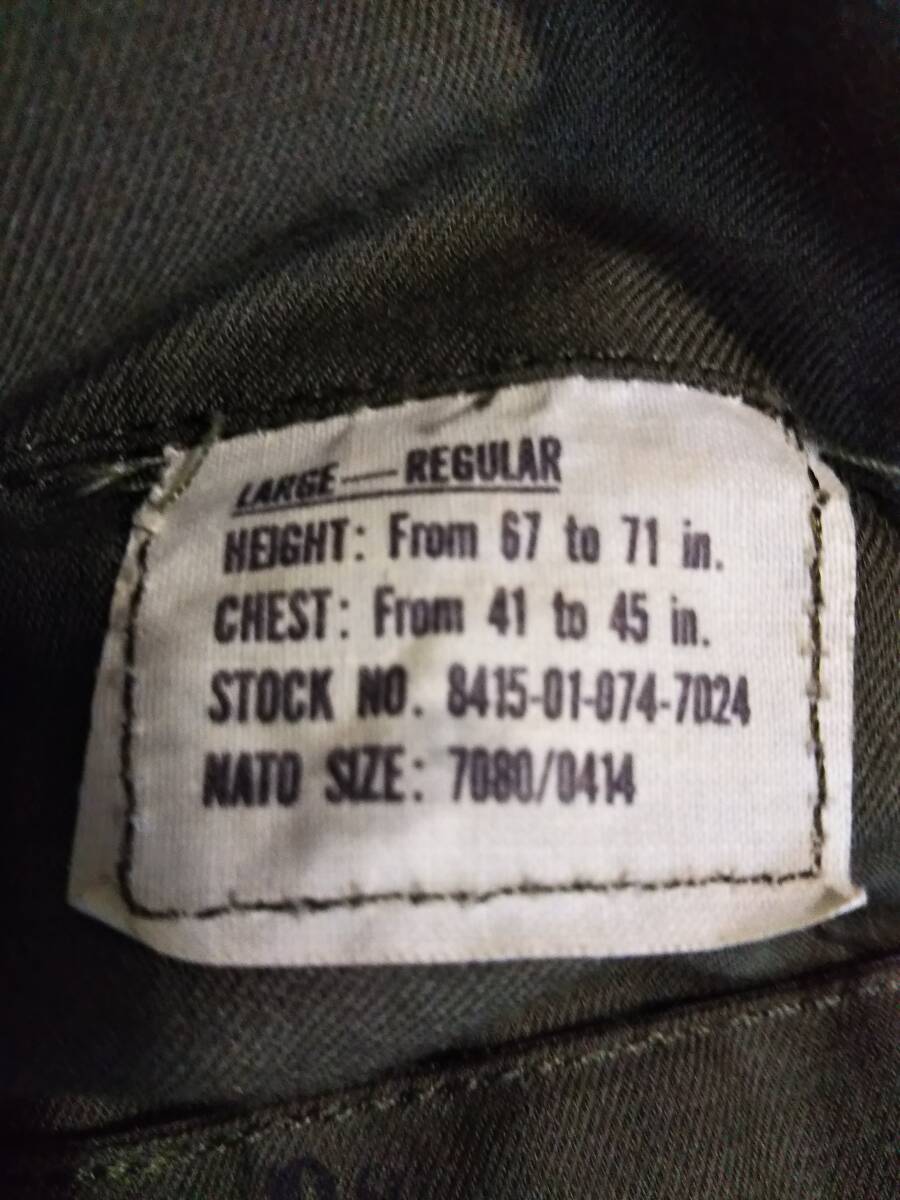 LARGE—REGULAR
HEIGHT: From 67 to 71 in.
CHEST: From 41 to 45 in.
STOCK NO. 8415-01-074-7024
NATO SIZE: 7080/0414